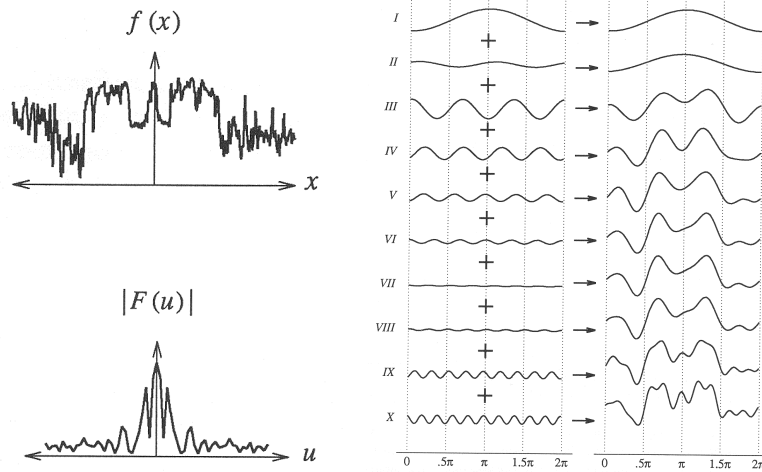 f(x)
x
|F(u)|
u
I
+
II
+
III
+
IV
+
V
+
VI
+
VII
+
VIII
+
IX
+
X
0 .5π π 1.5π 2π 0 .5π π 1.5π 2π